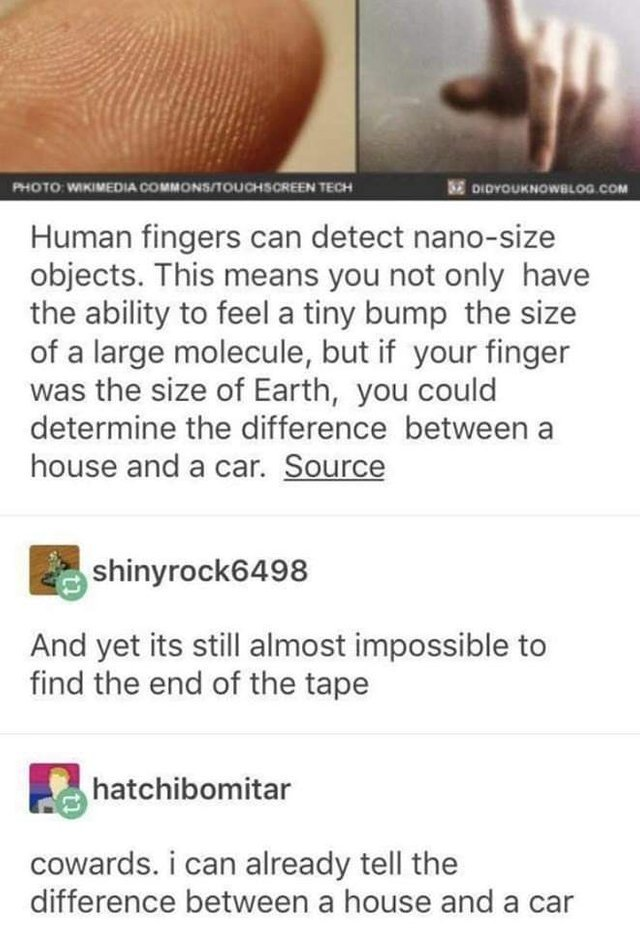 PHOTO: WIKIMEDIA COMMONS/TOUCHSCREEN TECH
DIDYOUKNOWBLOG.COM
Human fingers can detect nano-size
objects. This means you not only have
the ability to feel a tiny bump the size
of a large molecule, but if your finger
was the size of Earth, you could
determine the difference between a
house and a car. Source
shinyrock6498
And yet its still almost impossible to
find the end of the tape
hatchibomitar
cowards. i can already tell the
difference between a house and a car